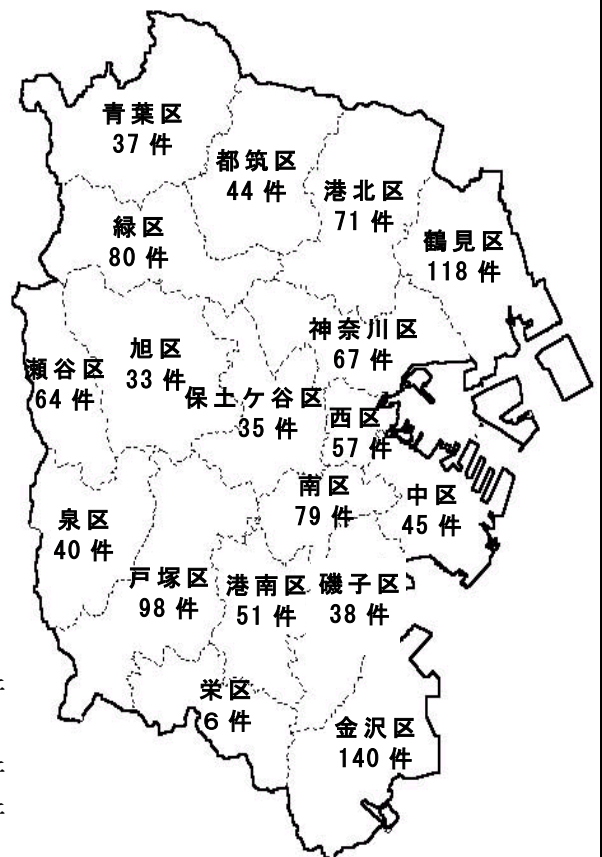 青葉区
37 件
都筑区
44 件
港北区
71 件
緑区
80 件
鶴見区
118 件
神奈川区
67 件
旭区
33 件
瀬谷区
64 件
保土ケ谷区
35 件
西区
57 件
南区
79 件
中区
45 件
泉区
40 件
戸塚区
98 件
港南区
51 件
磯子区
38 件
栄区
6 件
金沢区
140 件